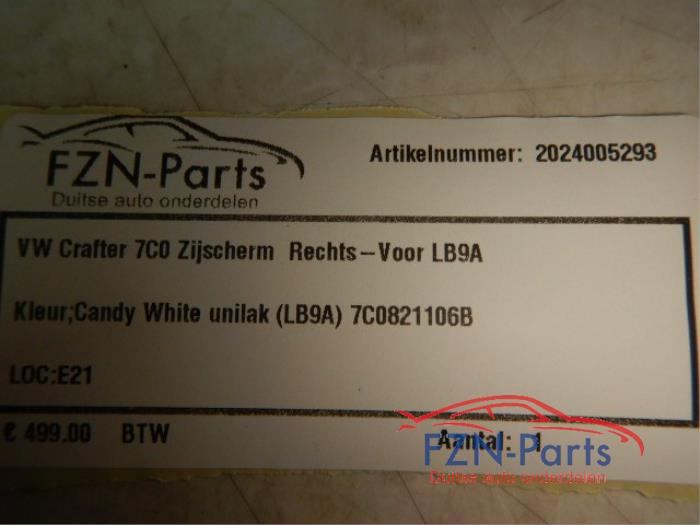 FZN-Parts
Duitse auto onderdelen
Artikelnummer: 2024005293
VW Crafter 7C0 Zijscherm Rechts-Voor LB9A
Kleur;Candy White unilak (LB9A) 7C0821106B
LOC:E21
€ 499.00 BTW
Aantal: 1
FZN-Parts
Duitse auto onderdelen